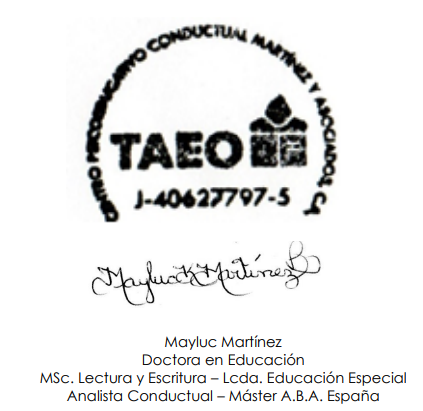 CENTRO PSICOEDUCATIVO CONDUCTUAL MARTÍNEZ Y ASOCIADOS, C.A
TAEO
J-40627797-5
Mayluc K Martínez B
Mayluc Martínez
Doctora en Educación
MSc. Lectura y Escritura – Lcda. Educación Especial
Analista Conductual – Máster A.B.A. España